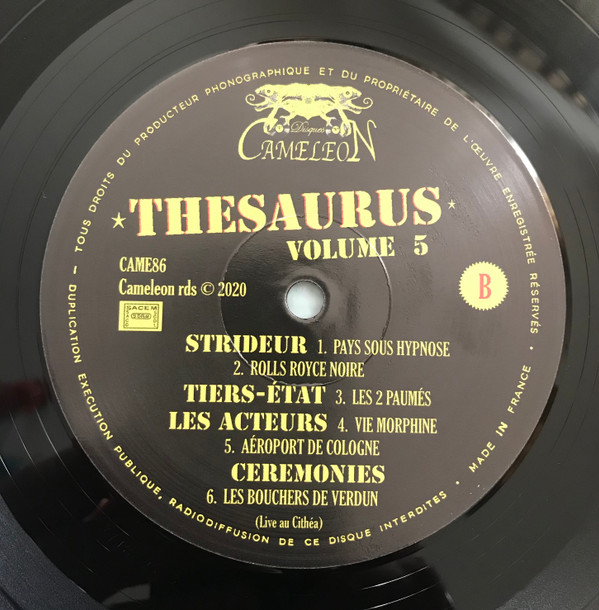 TOUS DROITS DU PRODUCTEUR PHONOGRAPHIQUE ET DU PROPRIÉTAIRE DE L'ŒUVRE ENREGISTRÉE RÉSERVÉS •
Disques
CAMELEON
THESAURUS
VOLUME 5
CAME86
Cameleon rds © 2020
SACEM
B
STRIDEUR 1. PAYS SOUS HYPNOSE
2. ROLLS ROYCE NOIRE
TIERS-ÉTAT 3. LES 2 PAUMÉS
LES ACTEURS 4. VIE MORPHINE
5. AÉROPORT DE COLOGNE
CEREMONIES
6. LES BOUCHERS DE VERDUN
(Live au Cithéa)
– DUPLICATION EXECUTION PUBLIQUE, RADIODIFFUSION DE CE DISQUE INTERDITES • MADE IN FRANCE •